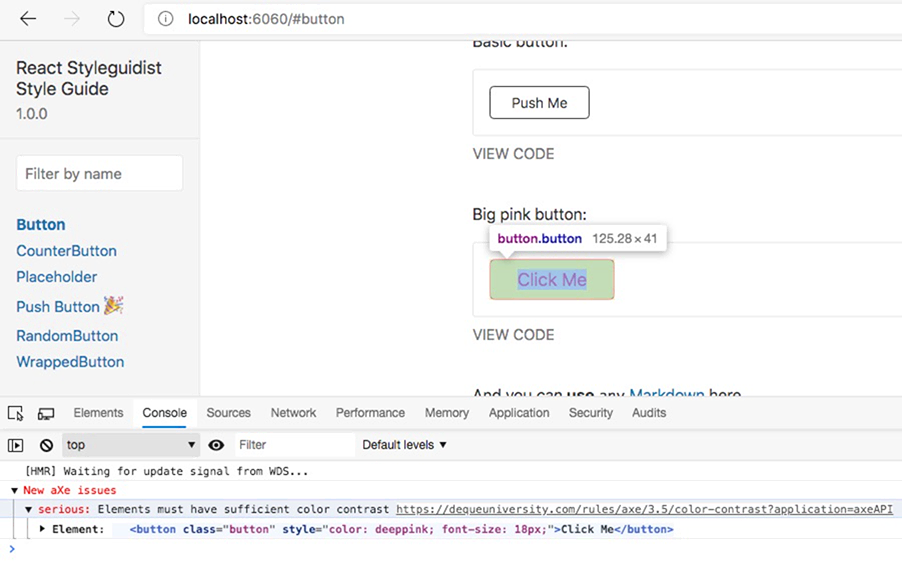 localhost:6060/#button
React Styleguidist
Style Guide
1.0.0
Filter by name
Button
CounterButton
Placeholder
Push Button 🎉
RandomButton
WrappedButton
Basic button:
Push Me
VIEW CODE
Big pink button:
button.button 125.28 × 41
Click Me
VIEW CODE
And you can use any Markdown here
Elements Console Sources Network Performance Memory Application Security Audits
top Filter Default levels ▼
[HMR] Waiting for update signal from WDS...
▼ New aXe issues
▼ serious: Elements must have sufficient color contrast https://dequeuniversity.com/rules/axe/3.5/color-contrast?application=axeAPI
▶ Element: <button class="button" style="color: deeppink; font-size: 18px;">Click Me</button>